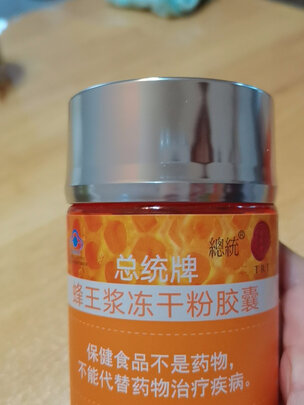 總統®
TRT
总统牌
蜂王浆冻干粉胶囊
保健食品不是药物，
不能代替药物治疗疾病。